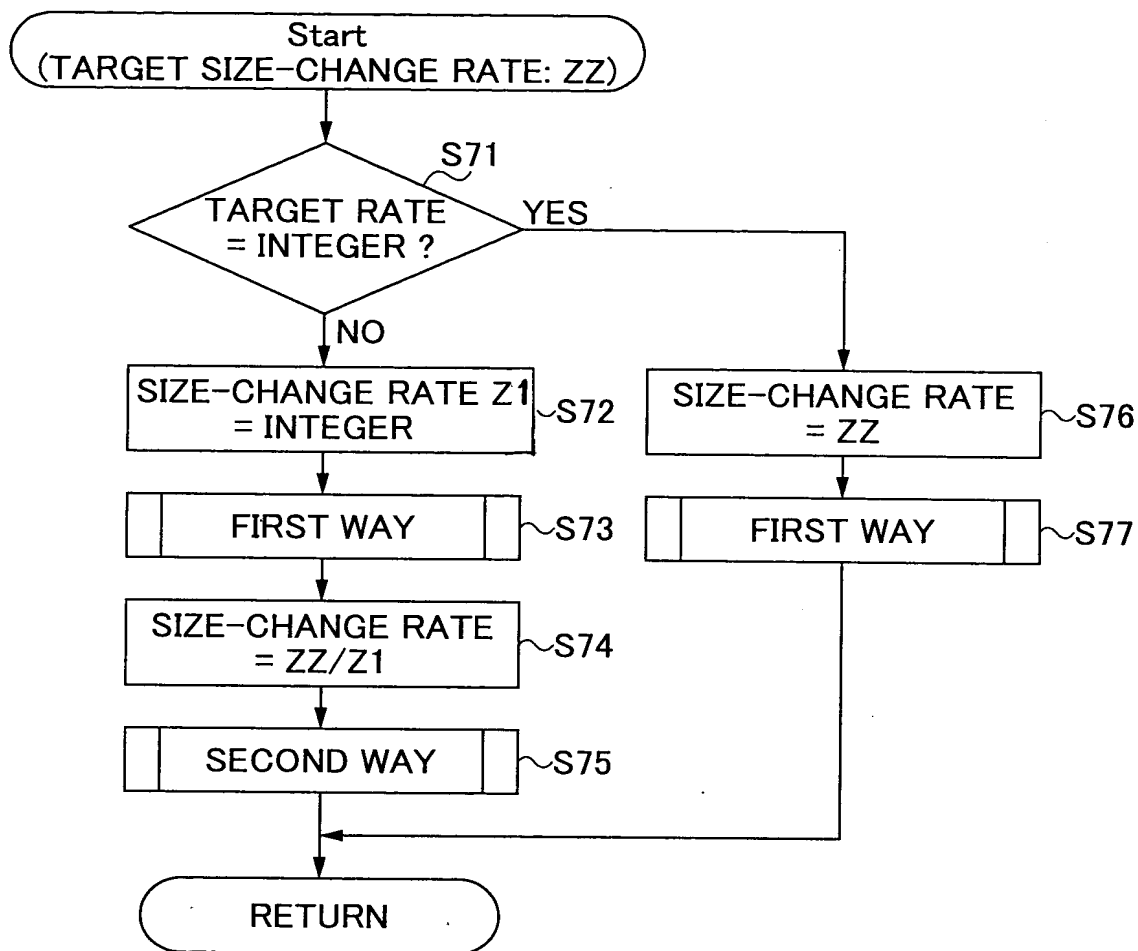 Start
(TARGET SIZE-CHANGE RATE: ZZ)
S71
TARGET RATE
= INTEGER ?
YES
NO
SIZE-CHANGE RATE Z1
= INTEGER
S72
FIRST WAY
S73
SIZE-CHANGE RATE
= ZZ/Z1
S74
SECOND WAY
S75
SIZE-CHANGE RATE
= ZZ
S76
FIRST WAY
S77
RETURN